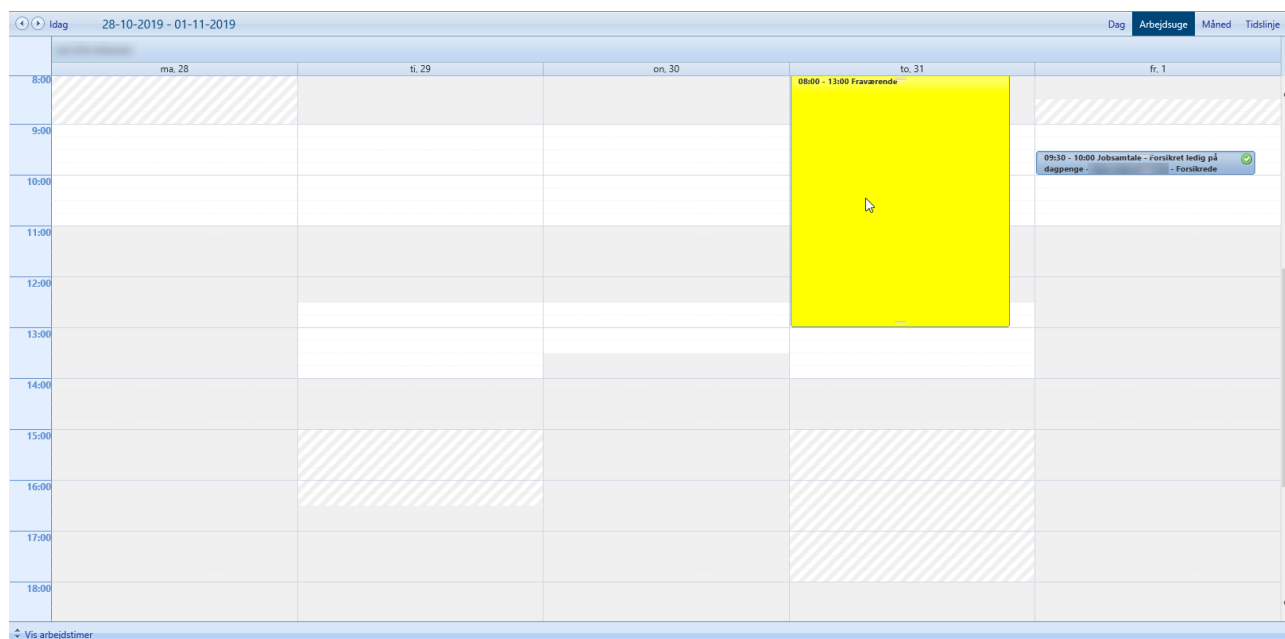 Idag 28-10-2019 - 01-11-2019 Dag Arbejdsuge Måned Tidslinje
ma, 28 ti, 29 on, 30 to, 31 fr, 1
8:00
08:00 - 13:00 Fraværende
9:00
09:30 - 10:00 Jobsamtale - Forsikret ledig på
dagpenge - - Forsikrede
10:00
11:00
12:00
13:00
14:00
15:00
16:00
17:00
18:00
Vis arbejdstimer